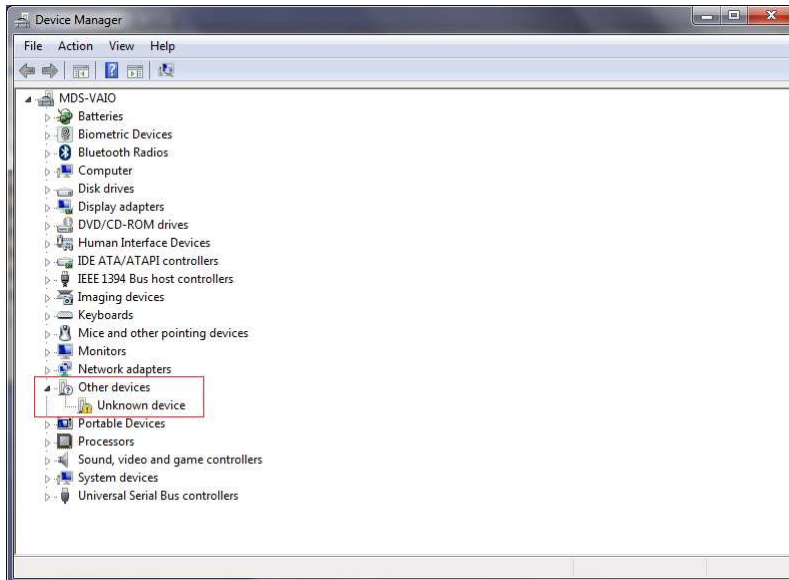 Device Manager
File Action View Help
MDS-VAIO
Batteries
Biometric Devices
Bluetooth Radios
Computer
Disk drives
Display adapters
DVD/CD-ROM drives
Human Interface Devices
IDE ATA/ATAPI controllers
IEEE 1394 Bus host controllers
Imaging devices
Keyboards
Mice and other pointing devices
Monitors
Network adapters
Other devices
Unknown device
Portable Devices
Processors
Sound, video and game controllers
System devices
Universal Serial Bus controllers